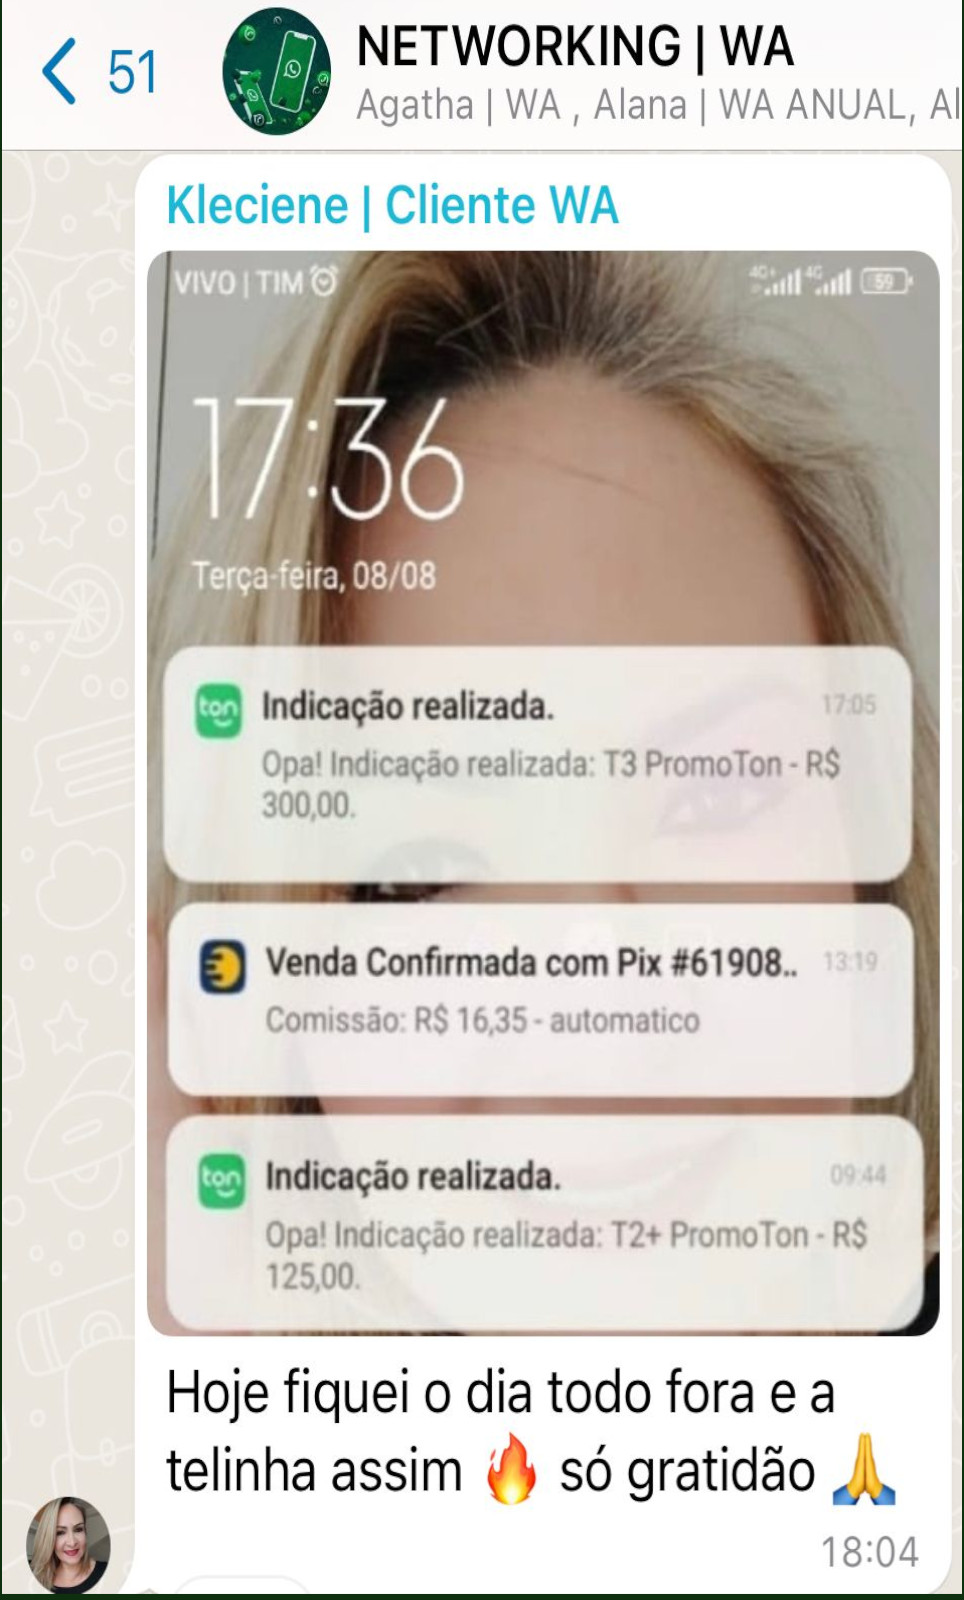 51
NETWORKING | WA
Agatha | WA , Alana | WA ANUAL, Al
Kleciene | Cliente WA
VIVO | TIM
4G+ 4G 59
17:36
Terça-feira, 08/08
ton
Indicação realizada. 17:05
Opa! Indicação realizada: T3 PromoTon - R$
300,00.
Venda Confirmada com Pix #61908.. 13:19
Comissão: R$ 16,35 - automatico
ton
Indicação realizada. 09:44
Opa! Indicação realizada: T2+ PromoTon - R$
125,00.
Hoje fiquei o dia todo fora e a
telinha assim 🔥 só gratidão 🙏
18:04